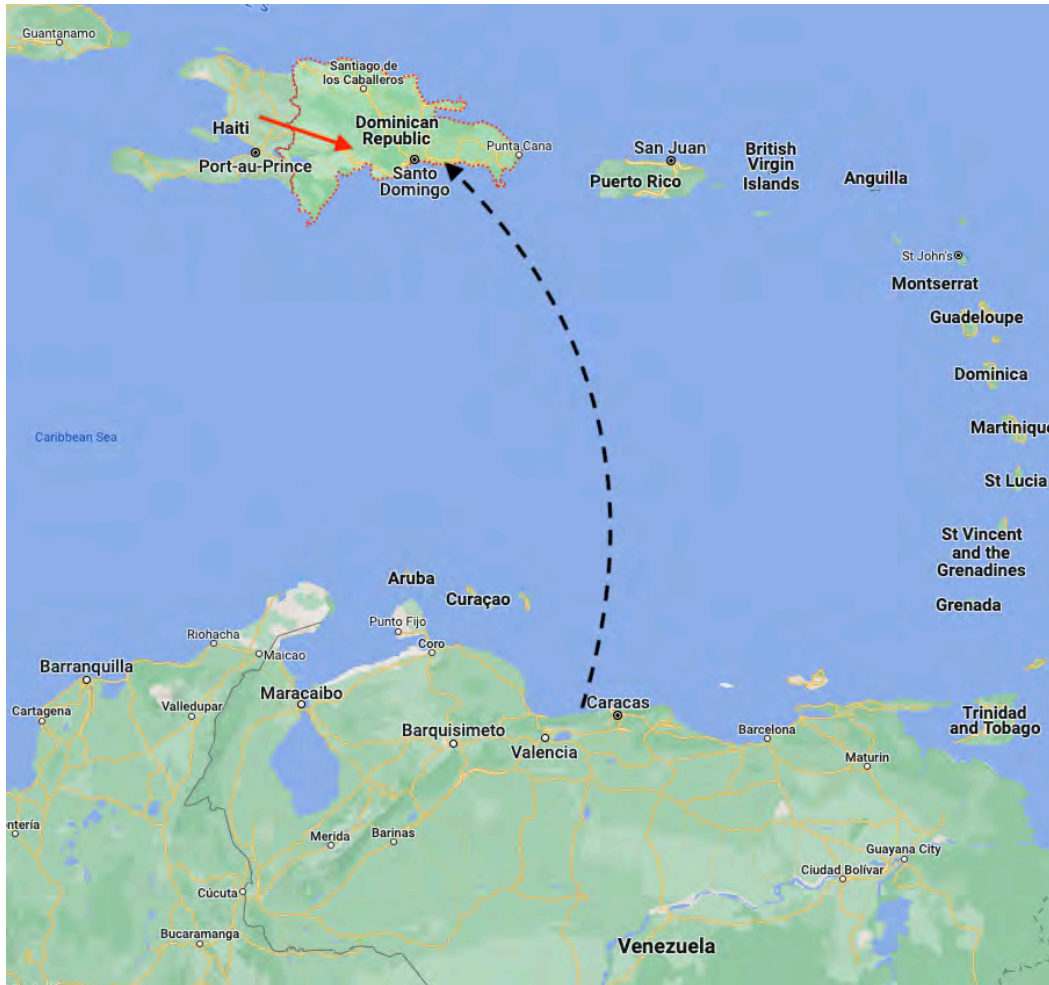 Guantanamo
Santiago de
los Caballeros
Haiti
Dominican
Republic
Port-au-Prince
Santo
Domingo
Punta Cana
San Juan
Puerto Rico
British
Virgin
Islands
Anguilla
St John's
Montserrat
Guadeloupe
Dominica
Martinique
St Lucia
St Vincent
and the
Grenadines
Grenada
Caribbean Sea
Aruba
Curaçao
Punto Fijo
Coro
Riohacha
Maicao
Barranquilla
Cartagena
Valledupar
Maracaibo
Barquisimeto
Valencia
Caracas
Barcelona
Maturin
Trinidad
and Tobago
ntería
Merida
Barinas
Guayana City
Ciudad Bolívar
Cúcuta
Bucaramanga
Venezuela